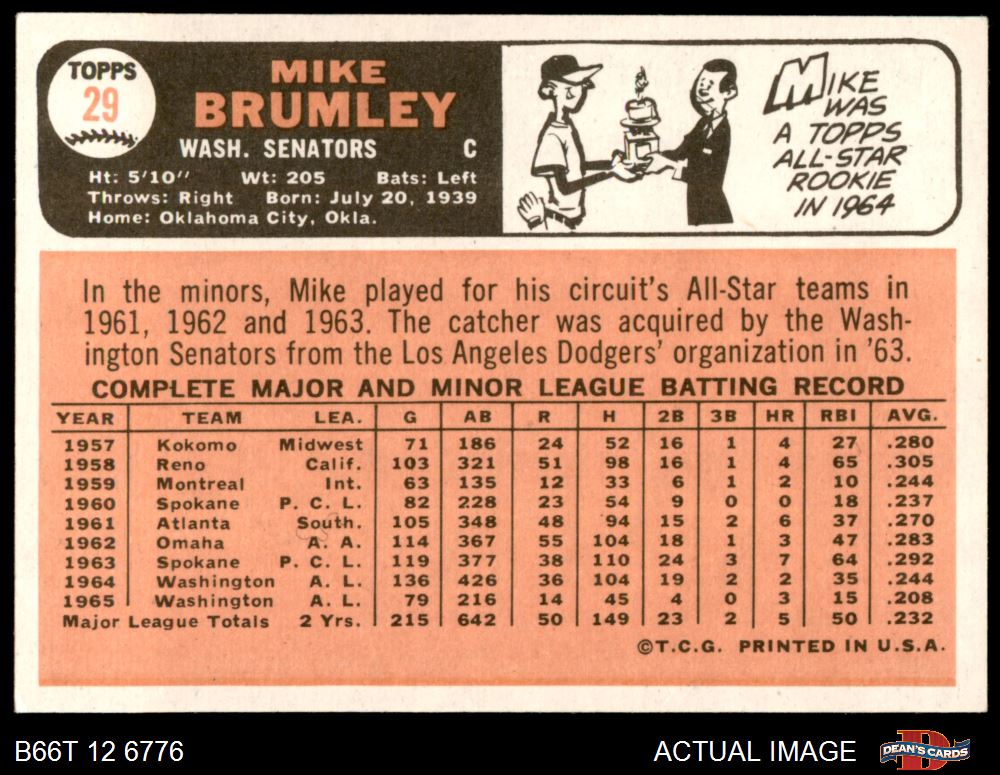 TOPPS
29
MIKE
BRUMLEY
WASH. SENATORS C
Ht: 5'10" Wt: 205 Bats: Left
Throws: Right Born: July 20, 1939
Home: Oklahoma City, Okla.
MIKE
WAS
A TOPPS
ALL-STAR
ROOKIE
IN 1964
In the minors, Mike played for his circuit's All-Star teams in
1961, 1962 and 1963. The catcher was acquired by the Wash-
ington Senators from the Los Angeles Dodgers' organization in '63.
COMPLETE MAJOR AND MINOR LEAGUE BATTING RECORD
YEAR TEAM LEA. G AB R H 2B 3B HR RBI AVG.
1957 Kokomo Midwest 71 186 24 52 16 1 4 27 .280
1958 Reno Calif. 103 321 51 98 16 1 4 65 .305
1959 Montreal Int. 63 135 12 33 6 1 2 10 .244
1960 Spokane P. C. L. 82 228 23 54 9 0 0 18 .237
1961 Atlanta South. 105 348 48 94 15 2 6 37 .270
1962 Omaha A. A. 114 367 55 104 18 1 3 47 .283
1963 Spokane P. C. L. 119 377 38 110 24 3 7 64 .292
1964 Washington A. L. 136 426 36 104 19 2 2 35 .244
1965 Washington A. L. 79 216 14 45 4 0 3 15 .208
Major League Totals 2 Yrs. 215 642 50 149 23 2 5 50 .232
©T.C.G. PRINTED IN U.S.A.
B66T 12 6776
ACTUAL IMAGE
D
DEAN'S CARDS